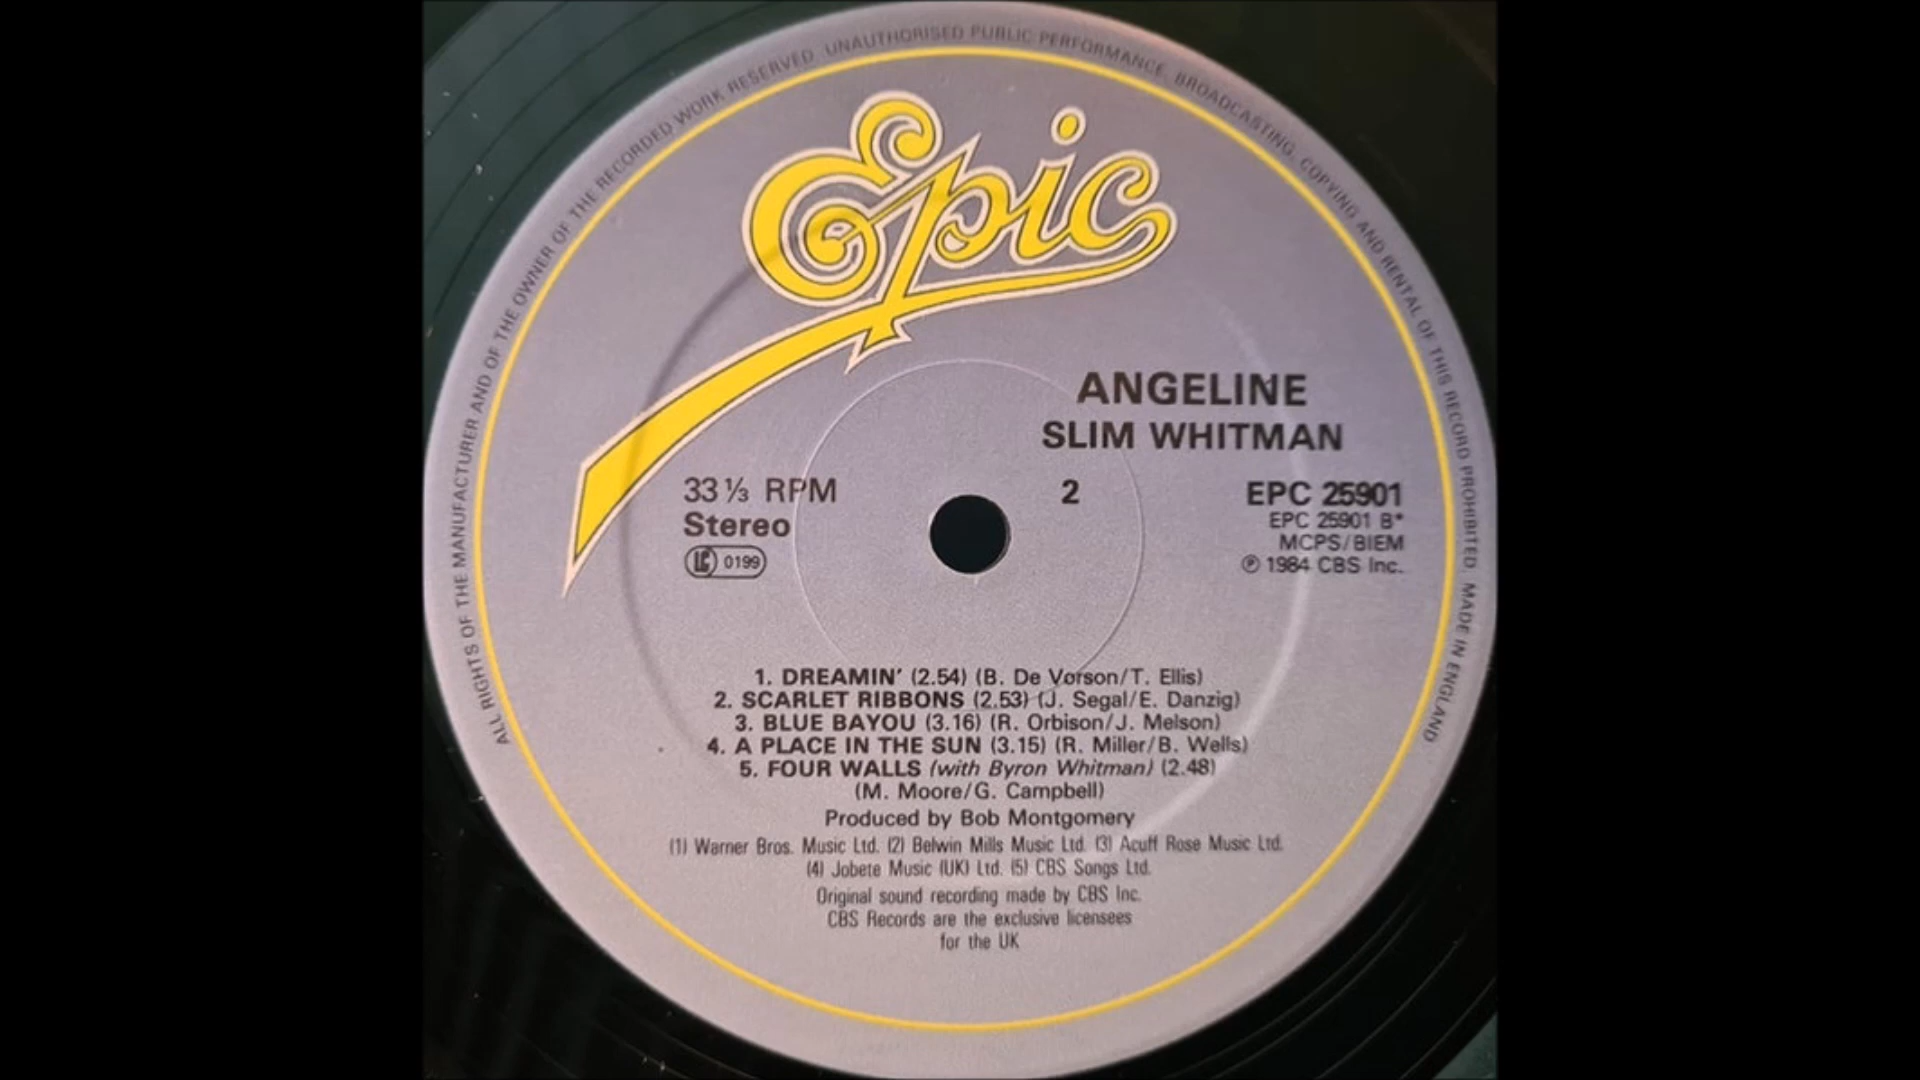 ALL RIGHTS OF THE MANUFACTURER AND OF THE OWNER OF THE RECORDED WORK RESERVED. UNAUTHORISED PUBLIC PERFORMANCE, BROADCASTING, COPYING AND RENTAL OF THIS RECORD PROHIBITED. MADE IN ENGLAND
Epic
ANGELINE
SLIM WHITMAN
33 ⅓ RPM
Stereo
LC 0199
2
EPC 25901
EPC 25901 B*
MCPS/BIEM
℗ 1984 CBS Inc.
1. DREAMIN' (2.54) (B. De Vorson/T. Ellis)
2. SCARLET RIBBONS (2.53) (J. Segal/E. Danzig)
3. BLUE BAYOU (3.16) (R. Orbison/J. Melson)
4. A PLACE IN THE SUN (3.15) (R. Miller/B. Wells)
5. FOUR WALLS (with Byron Whitman) (2.48)
(M. Moore/G. Campbell)
Produced by Bob Montgomery
(1) Warner Bros. Music Ltd. (2) Belwin Mills Music Ltd. (3) Acuff Rose Music Ltd.
(4) Jobete Music (UK) Ltd. (5) CBS Songs Ltd.
Original sound recording made by CBS Inc.
CBS Records are the exclusive licensees
for the UK